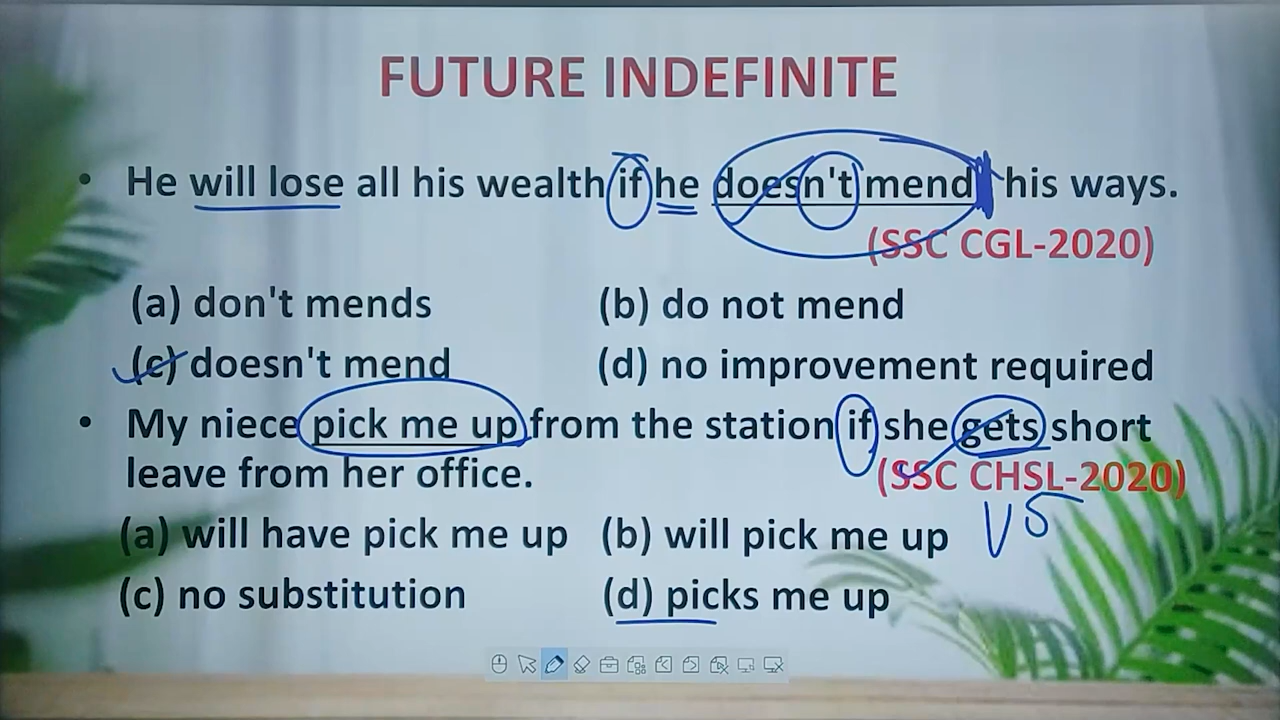 FUTURE INDEFINITE
• He will lose all his wealth if he doesn't mend his ways.
(SSC CGL-2020)
(a) don't mends (b) do not mend
(c) doesn't mend (d) no improvement required
• My niece pick me up from the station if she gets short
leave from her office. (SSC CHSL-2020)
V5
(a) will have pick me up (b) will pick me up
(c) no substitution (d) picks me up